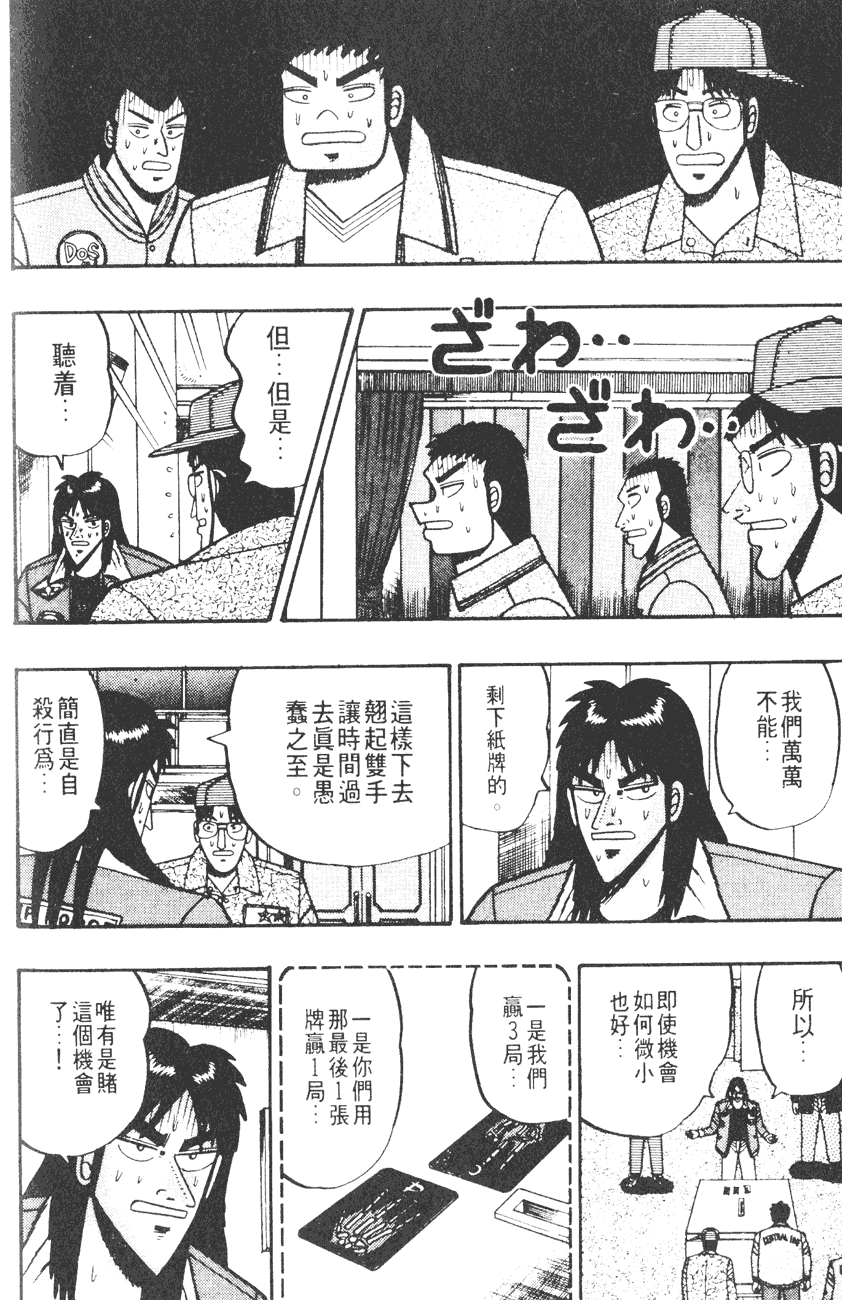 DOS
ざわ‥
ざわ‥
但…但是…
聽着…
我們萬萬
不能…
剩下紙牌的。
這樣下去
翹起雙手
讓時間過
去眞是愚
蠢之至。
簡直是自
殺行爲…
所以…
即使機會
如何微小
也好…
CENTRAL
一是我們
贏3局…
一是你們用
那最後1張
牌贏1局…
唯有是賭
這個機會
了…！